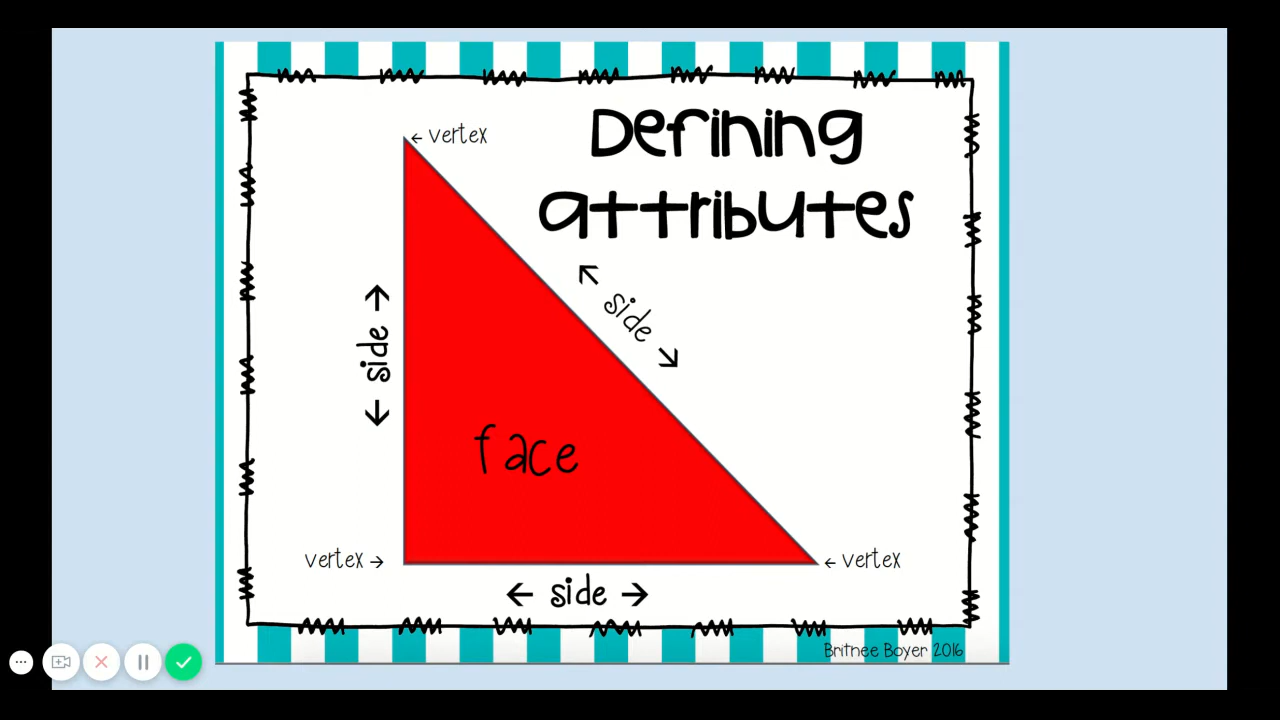 Defining
attributes
← vertex
← side →
← side →
face
vertex →
← vertex
← side →
Britnee Boyer 2016